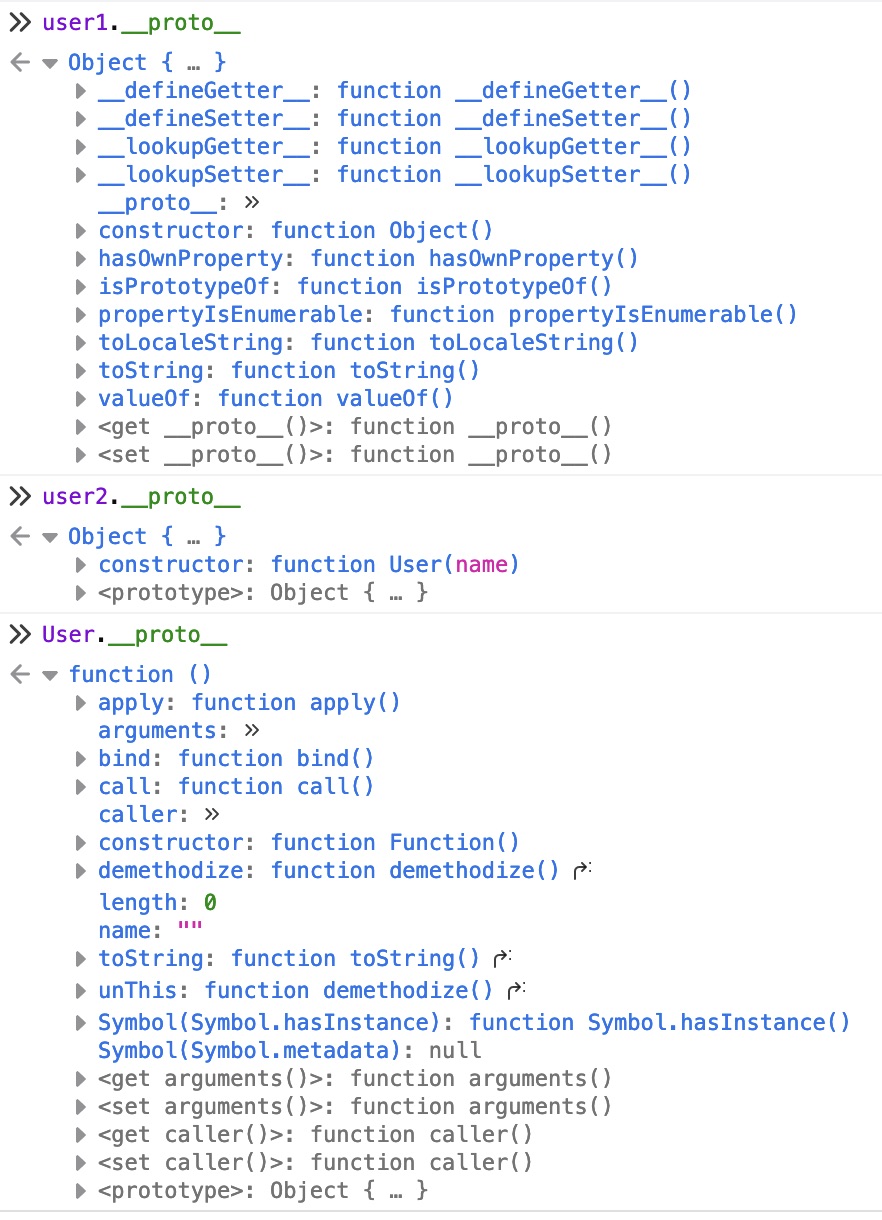 » user1.__proto__
← ▼ Object { … }
▶ __defineGetter__: function __defineGetter__()
▶ __defineSetter__: function __defineSetter__()
▶ __lookupGetter__: function __lookupGetter__()
▶ __lookupSetter__: function __lookupSetter__()
__proto__: »
▶ constructor: function Object()
▶ hasOwnProperty: function hasOwnProperty()
▶ isPrototypeOf: function isPrototypeOf()
▶ propertyIsEnumerable: function propertyIsEnumerable()
▶ toLocaleString: function toLocaleString()
▶ toString: function toString()
▶ valueOf: function valueOf()
▶ <get __proto__()>: function __proto__()
▶ <set __proto__()>: function __proto__()
» user2.__proto__
← ▼ Object { … }
▶ constructor: function User(name)
▶ <prototype>: Object { … }
» User.__proto__
← ▼ function ()
▶ apply: function apply()
arguments: »
▶ bind: function bind()
▶ call: function call()
caller: »
▶ constructor: function Function()
▶ demethodize: function demethodize()
length: 0
name: ""
▶ toString: function toString()
▶ unThis: function demethodize()
▶ Symbol(Symbol.hasInstance): function Symbol.hasInstance()
Symbol(Symbol.metadata): null
▶ <get arguments()>: function arguments()
▶ <set arguments()>: function arguments()
▶ <get caller()>: function caller()
▶ <set caller()>: function caller()
▶ <prototype>: Object { … }